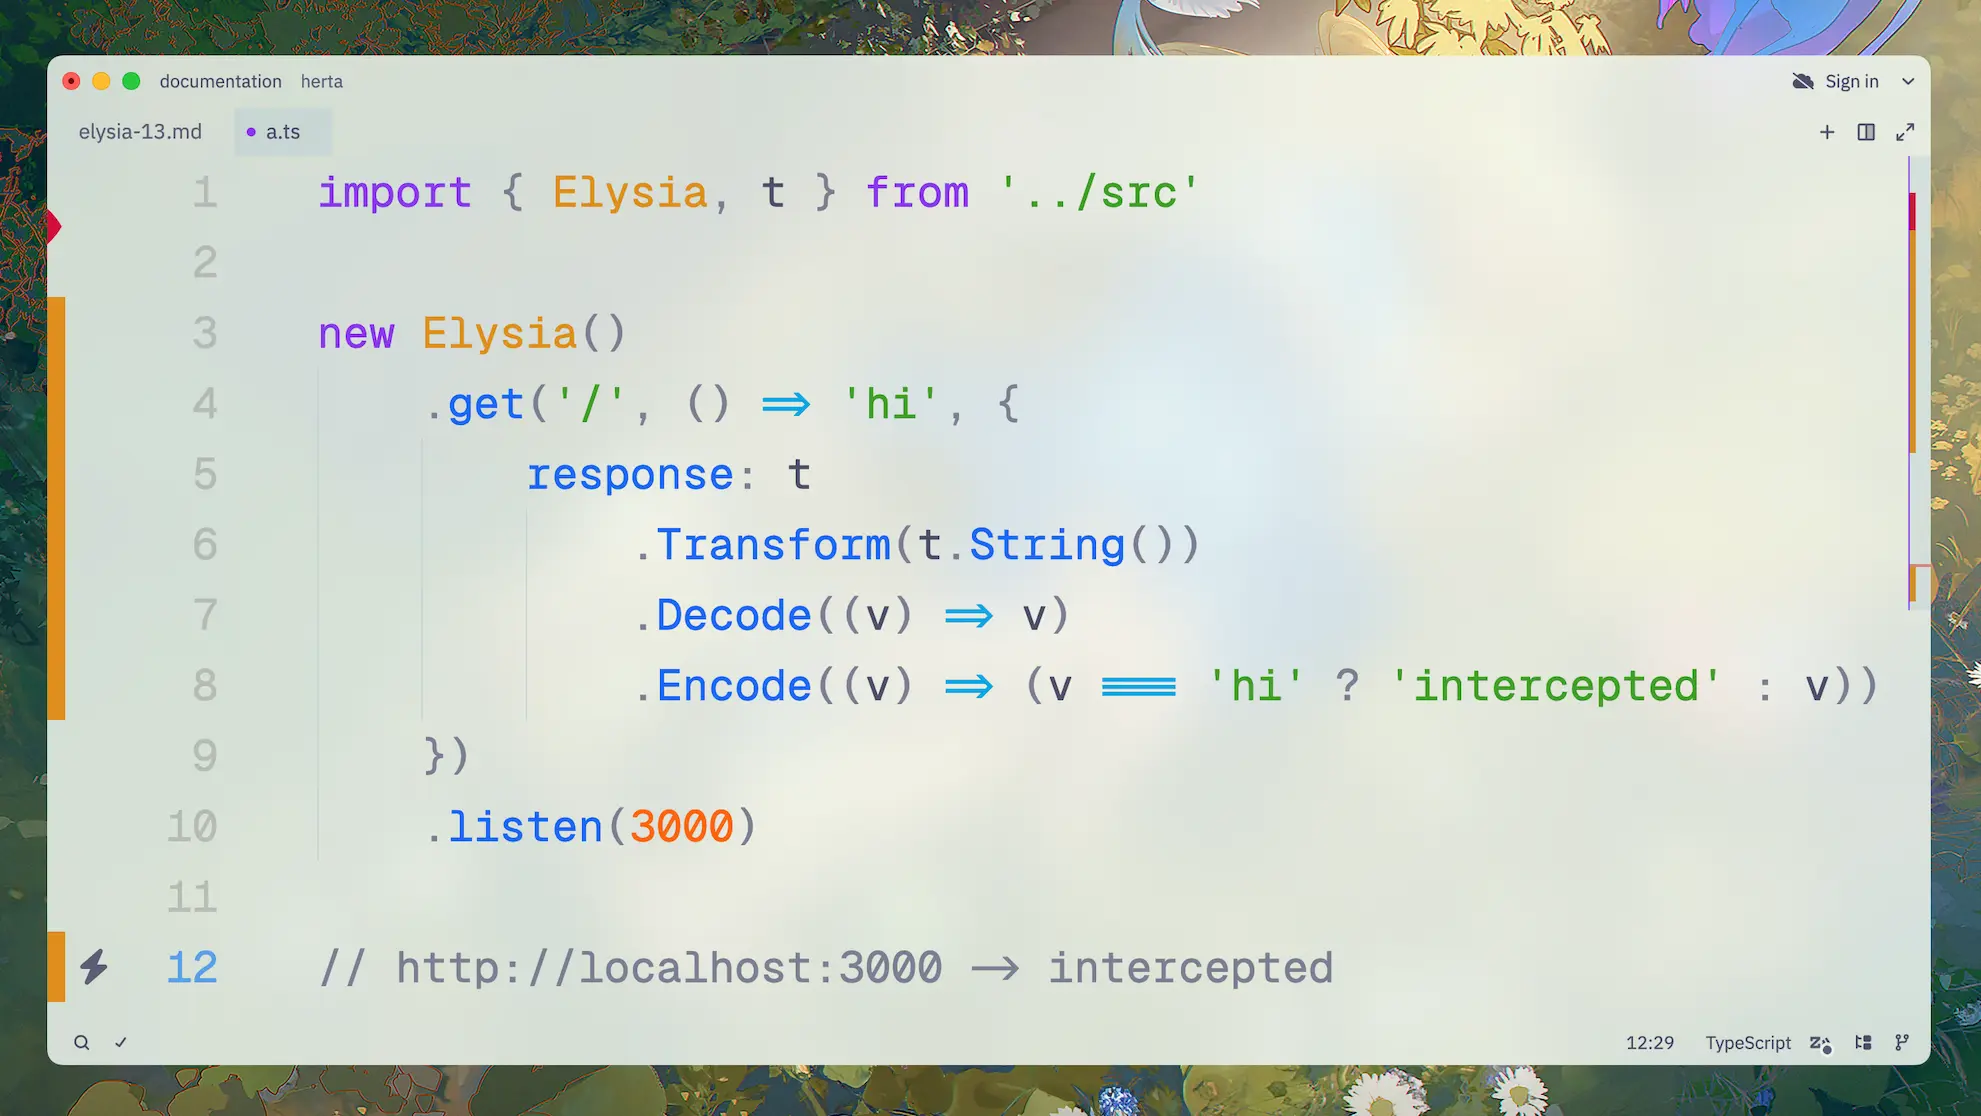 documentation herta Sign in
elysia-13.md a.ts
1 import { Elysia, t } from '../src'
2
3 new Elysia()
4 .get('/', () => 'hi', {
5 response: t
6 .Transform(t.String())
7 .Decode((v) => v)
8 .Encode((v) => (v === 'hi' ? 'intercepted' : v))
9 })
10 .listen(3000)
11
12 // http://localhost:3000 -> intercepted
12:29 TypeScript